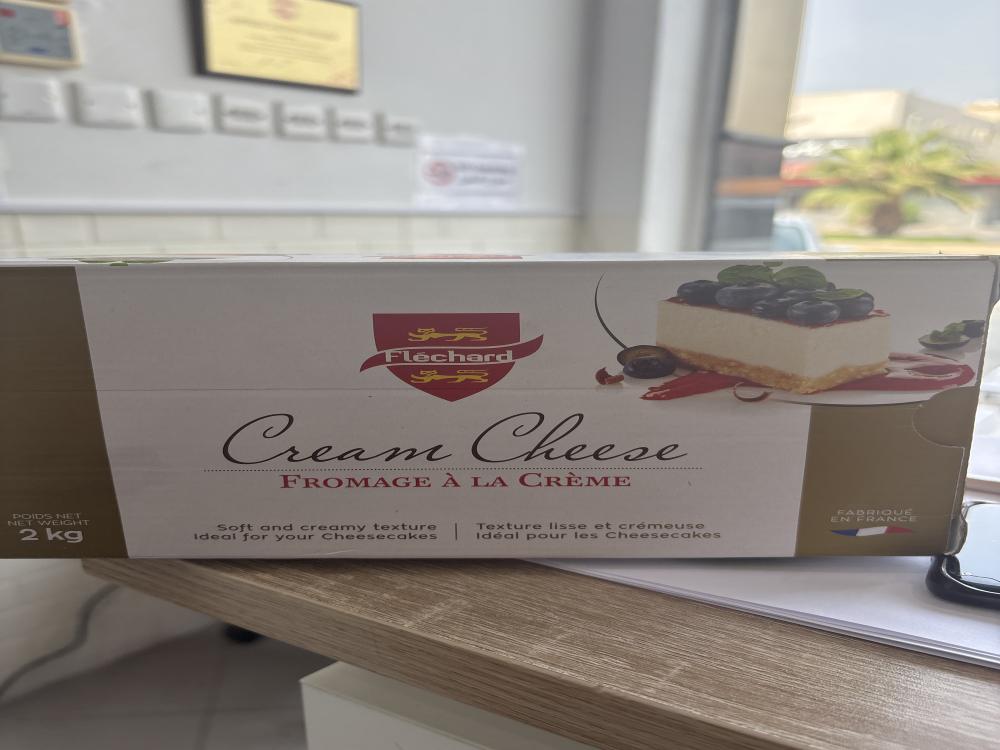 Fléchard
Cream Cheese
FROMAGE À LA CRÈME
Soft and creamy texture
Ideal for your Cheesecakes
Texture lisse et crémeuse
Idéal pour les Cheesecakes
POIDS NET
NET WEIGHT
2 kg
FABRIQUÉ
EN FRANCE